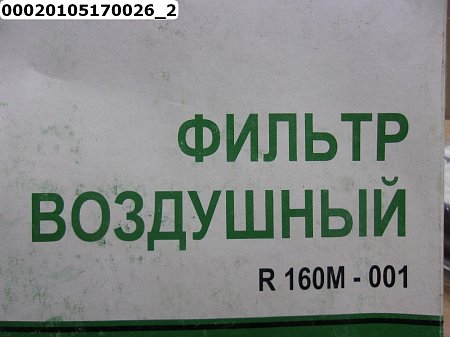 00020105170026_2
ФИЛЬТР
ВОЗДУШНЫЙ
R 160M - 001